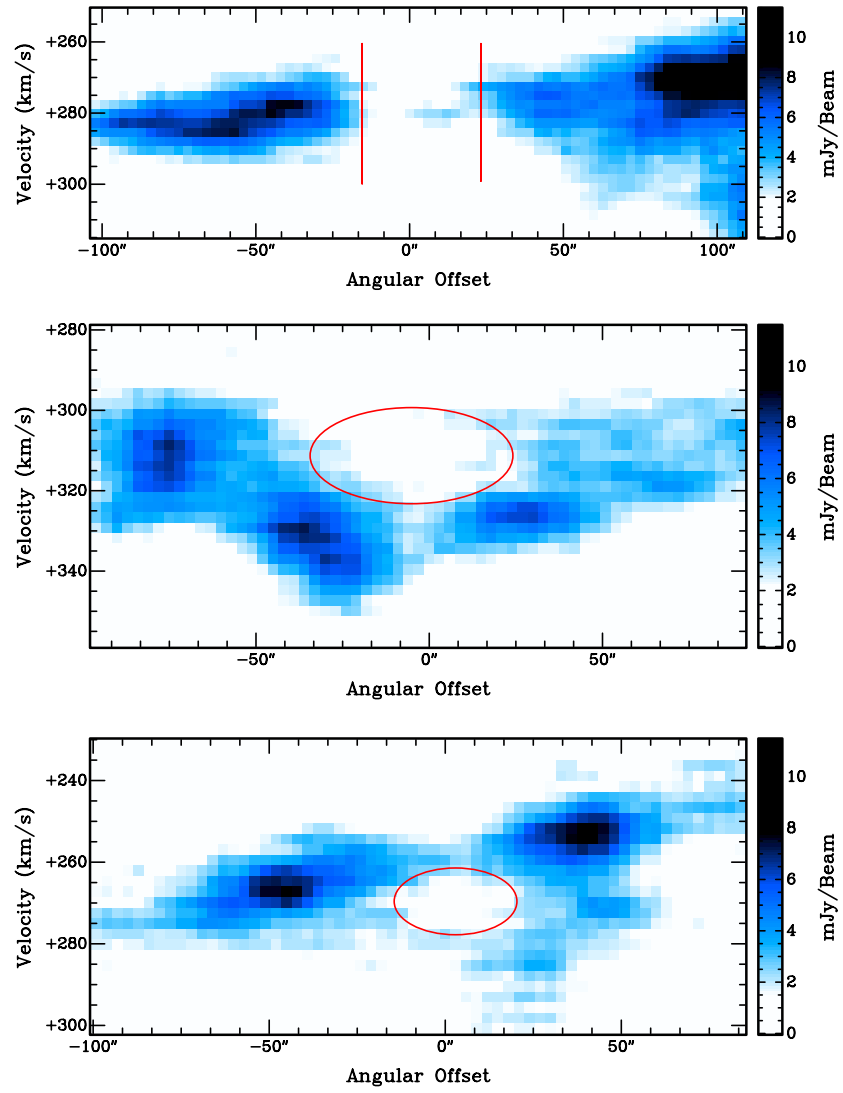 +260
+280
+300
Velocity (km/s)
−100″ −50″ 0″ 50″ 100″
Angular Offset
10
8
6
4
2
0
mJy/Beam
+280
+300
+320
+340
Velocity (km/s)
−50″ 0″ 50″
Angular Offset
10
8
6
4
2
0
mJy/Beam
+240
+260
+280
+300
Velocity (km/s)
−100″ −50″ 0″ 50″
Angular Offset
10
8
6
4
2
0
mJy/Beam